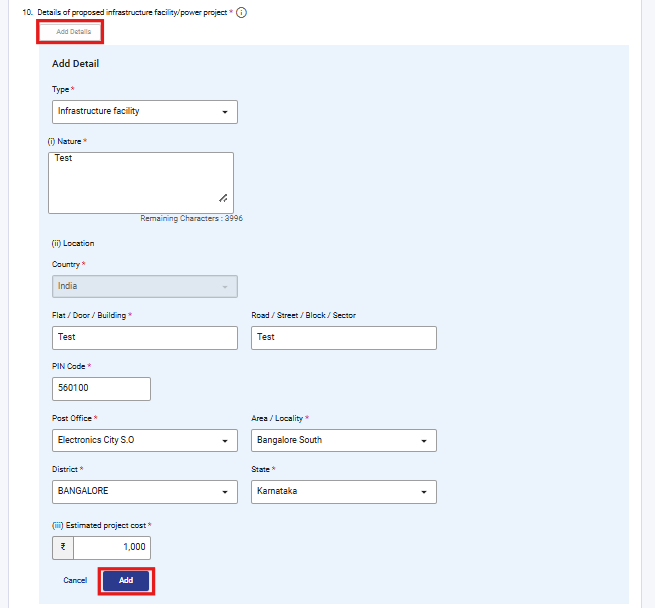 10. Details of proposed infrastructure facility/power project * i
Add Details
Add Detail
Type *
Infrastructure facility
(i) Nature *
Test
Remaining Characters : 3996
(ii) Location
Country *
India
Flat / Door / Building * Road / Street / Block / Sector
Test Test
PIN Code *
560100
Post Office * Area / Locality *
Electronics City S.O Bangalore South
District * State *
BANGALORE Karnataka
(iii) Estimated project cost *
₹ 1,000
Cancel Add